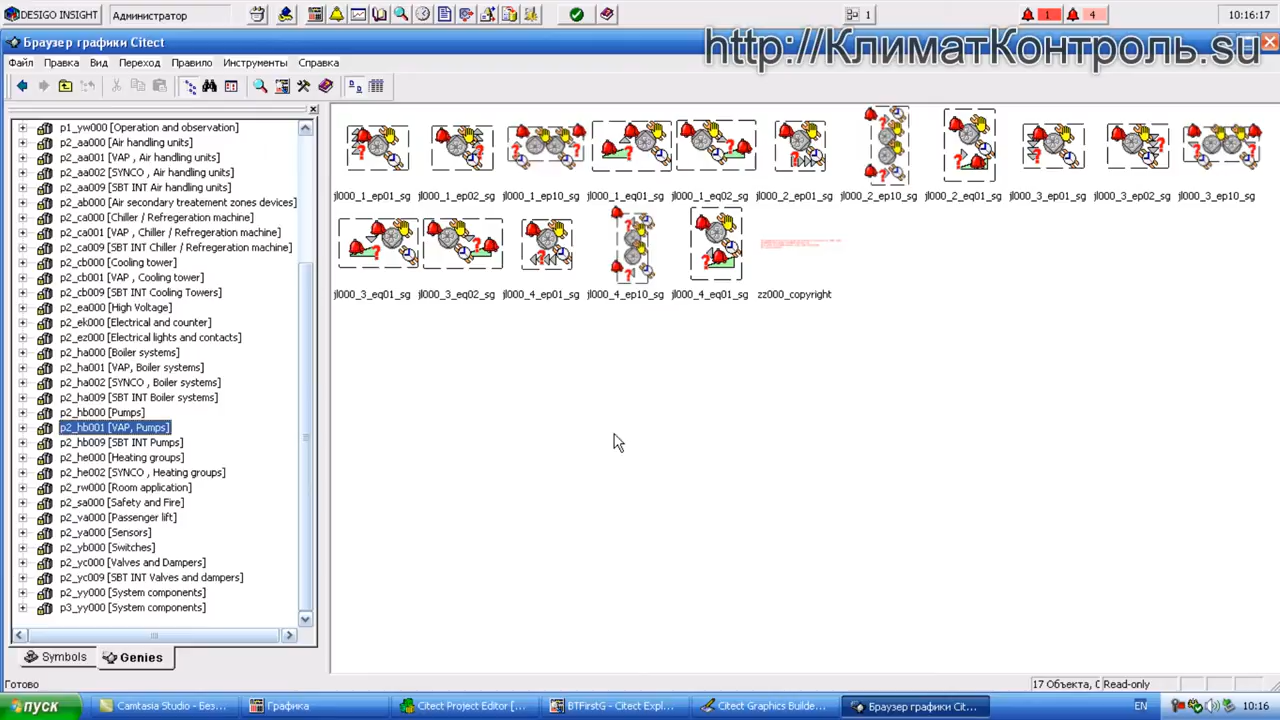 DESIGO INSIGHT
Администратор
1
1
4
10:16:17
Браузер графики Citect
http://КлиматКонтроль.su
Файл Правка Вид Переход Правило Инструменты Справка
p1_yw000 [Operation and observation]
p2_aa000 [Air handling units]
p2_aa001 [VAP , Air handling units]
p2_aa002 [SYNCO , Air handling units]
p2_aa009 [SBT INT Air handling units]
p2_ab000 [Air secondary treatement zones devices]
p2_ca000 [Chiller / Refregeration machine]
p2_ca001 [VAP , Chiller / Refregeration machine]
p2_ca009 [SBT INT Chiller / Refregeration machine]
p2_cb000 [Cooling tower]
p2_cb001 [VAP , Cooling tower]
p2_cb009 [SBT INT Cooling Towers]
p2_ea000 [High Voltage]
p2_ek000 [Electrical and counter]
p2_ez000 [Electrical lights and contacts]
p2_ha000 [Boiler systems]
p2_ha001 [VAP, Boiler systems]
p2_ha002 [SYNCO , Boiler systems]
p2_ha009 [SBT INT Boiler systems]
p2_hb000 [Pumps]
p2_hb001 [VAP, Pumps]
p2_hb009 [SBT INT Pumps]
p2_he000 [Heating groups]
p2_he002 [SYNCO , Heating groups]
p2_rw000 [Room application]
p2_sa000 [Safety and Fire]
p2_va000 [Passenger lift]
p2_ya000 [Sensors]
p2_yb000 [Switches]
p2_yc000 [Valves and Dampers]
p2_yc009 [SBT INT Valves and dampers]
p2_yy000 [System components]
p3_yy000 [System components]
Symbols Genies
jl000_1_ep01_sg jl000_1_ep02_sg jl000_1_ep10_sg jl000_1_eq01_sg jl000_1_eq02_sg jl000_2_ep01_sg jl000_2_ep10_sg jl000_2_eq01_sg jl000_3_ep01_sg jl000_3_ep02_sg jl000_3_ep10_sg
jl000_3_eq01_sg jl000_3_eq02_sg jl000_4_ep01_sg jl000_4_ep10_sg jl000_4_eq01_sg zz000_copyright
Готово
17 Объекта, С Read-only
пуск
Camtasia Studio - Без...
Графика
Citect Project Editor [...
BTFirstG - Citect Expl...
Citect Graphics Builde...
Браузер графики Cit...
EN
10:16